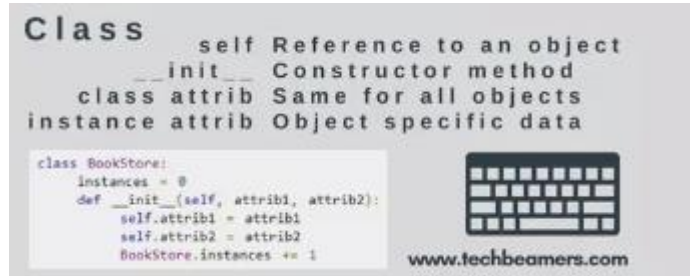 Class
self Reference to an object
__init__ Constructor method
class attrib Same for all objects
instance attrib Object specific data
class BookStore:
    instances = 0
    def __init__(self, attrib1, attrib2):
        self.attrib1 = attrib1
        self.attrib2 = attrib2
        BookStore.instances += 1
www.techbeamers.com